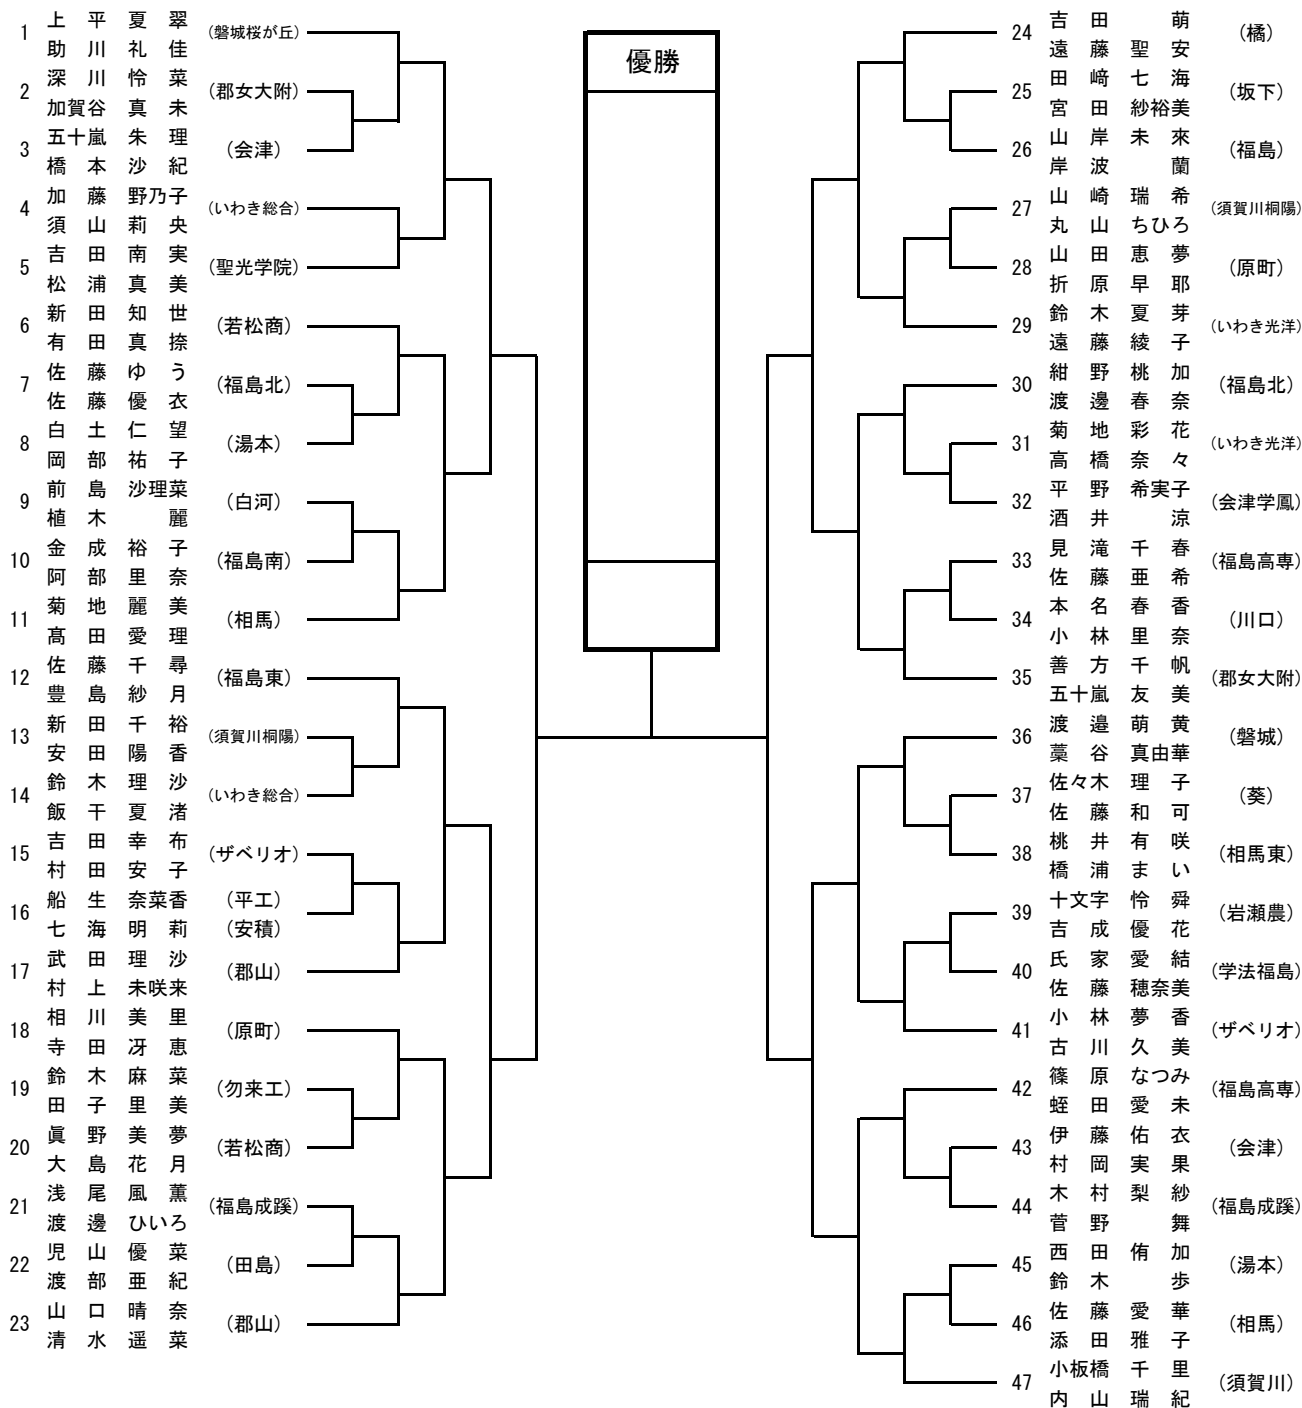 優勝
1 上平夏翠 (磐城桜が丘)
助川礼佳
2 深川怜菜 (郡女大附)
加賀谷真未
3 五十嵐朱理 (会津)
橋本沙紀
4 加藤野乃子 (いわき総合)
須山莉央
5 吉田南実 (聖光学院)
松浦真美
6 新田知世 (若松商)
有田真捺
7 佐藤ゆう (福島北)
佐藤優衣
8 白土仁望 (湯本)
岡部祐子
9 前島沙理菜 (白河)
植木麗
10 金成裕子 (福島南)
阿部里奈
11 菊地麗美 (相馬)
髙田愛理
12 佐藤千尋 (福島東)
豊島紗月
13 新田千裕 (須賀川桐陽)
安田陽香
14 鈴木理沙 (いわき総合)
飯干夏渚
15 吉田幸布 (ザベリオ)
村田安子
16 船生奈菜香 (平工)
七海明莉 (安積)
17 武田理沙 (郡山)
村上未咲来
18 相川美里 (原町)
寺田冴恵
19 鈴木麻菜 (勿来工)
田子里美
20 眞野美夢 (若松商)
大島花月
21 浅尾風薫 (福島成蹊)
渡邊ひいろ
22 児山優菜 (田島)
渡部亜紀
23 山口晴奈 (郡山)
清水遥菜
24 吉田萌 (橘)
遠藤聖安
25 田﨑七海 (坂下)
宮田紗裕美
26 山岸未來 (福島)
岸波蘭
27 山崎瑞希 (須賀川桐陽)
丸山ちひろ
28 山田恵夢 (原町)
折原早耶
29 鈴木夏芽 (いわき光洋)
遠藤綾子
30 紺野桃加 (福島北)
渡邊春奈
31 菊地彩花 (いわき光洋)
高橋奈々
32 平野希実子 (会津学鳳)
酒井涼
33 見滝千春 (福島高専)
佐藤亜希
34 本名春香 (川口)
小林里奈
35 善方千帆 (郡女大附)
五十嵐友美
36 渡邉萌黄 (磐城)
藁谷真由華
37 佐々木理子 (葵)
佐藤和可
38 桃井有咲 (相馬東)
橋浦まい
39 十文字怜舜 (岩瀬農)
吉成優花
40 氏家愛結 (学法福島)
佐藤穂奈美
41 小林夢香 (ザベリオ)
古川久美
42 篠原なつみ (福島高専)
蛭田愛未
43 伊藤佑衣 (会津)
村岡実果
44 木村梨紗 (福島成蹊)
菅野舞
45 西田侑加 (湯本)
鈴木歩
46 佐藤愛華 (相馬)
添田雅子
47 小板橋千里 (須賀川)
内山瑞紀